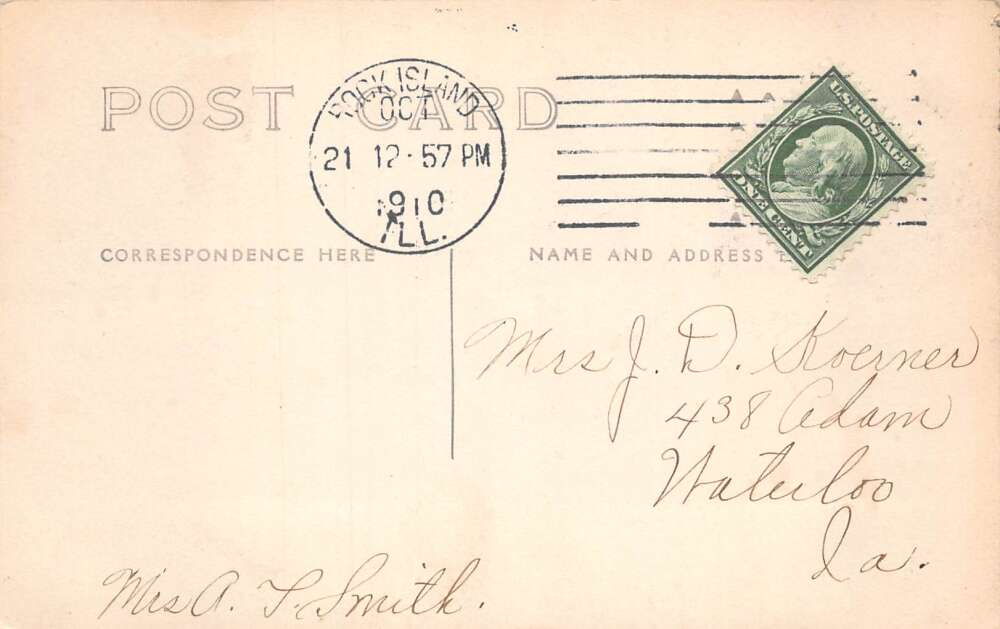 POST CARD
ROCK ISLAND
OCT
21 12-57 PM
1910
ILL.
U.S. POSTAGE
ONE CENT
CORRESPONDENCE HERE
NAME AND ADDRESS
Mrs J. D. Koerner
438 Adam
Waterloo
Ia.
Mrs A. T. Smith.